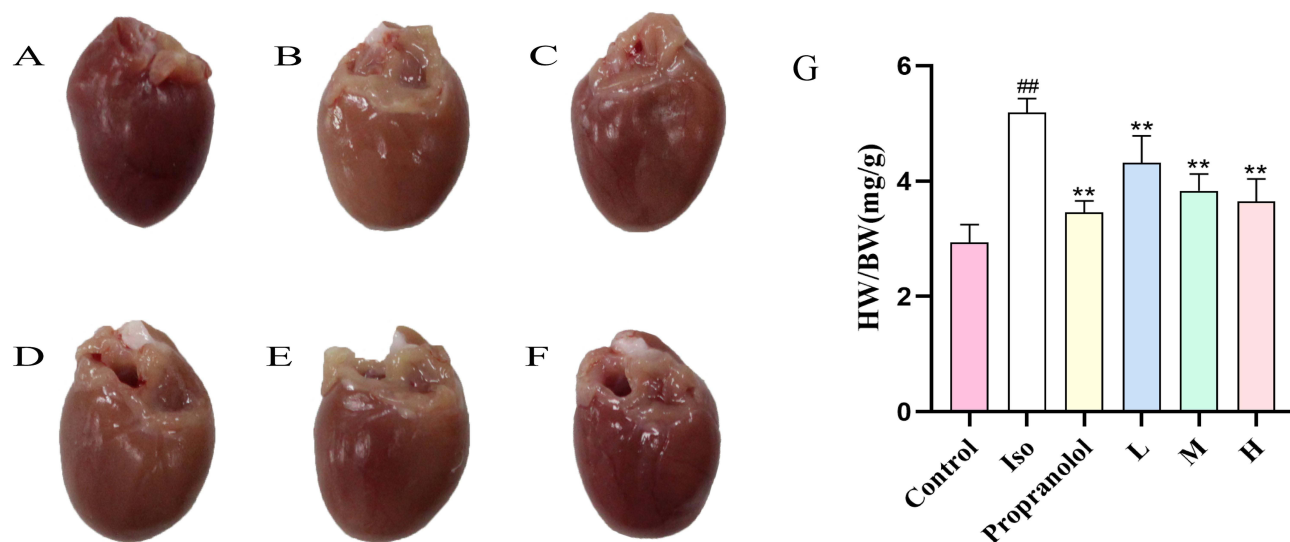 A
B
C
D
E
F
G
HW/BW(mg/g)
6
4
2
0
##
**
**
**
**
Control
Iso
Propranolol
L
M
H